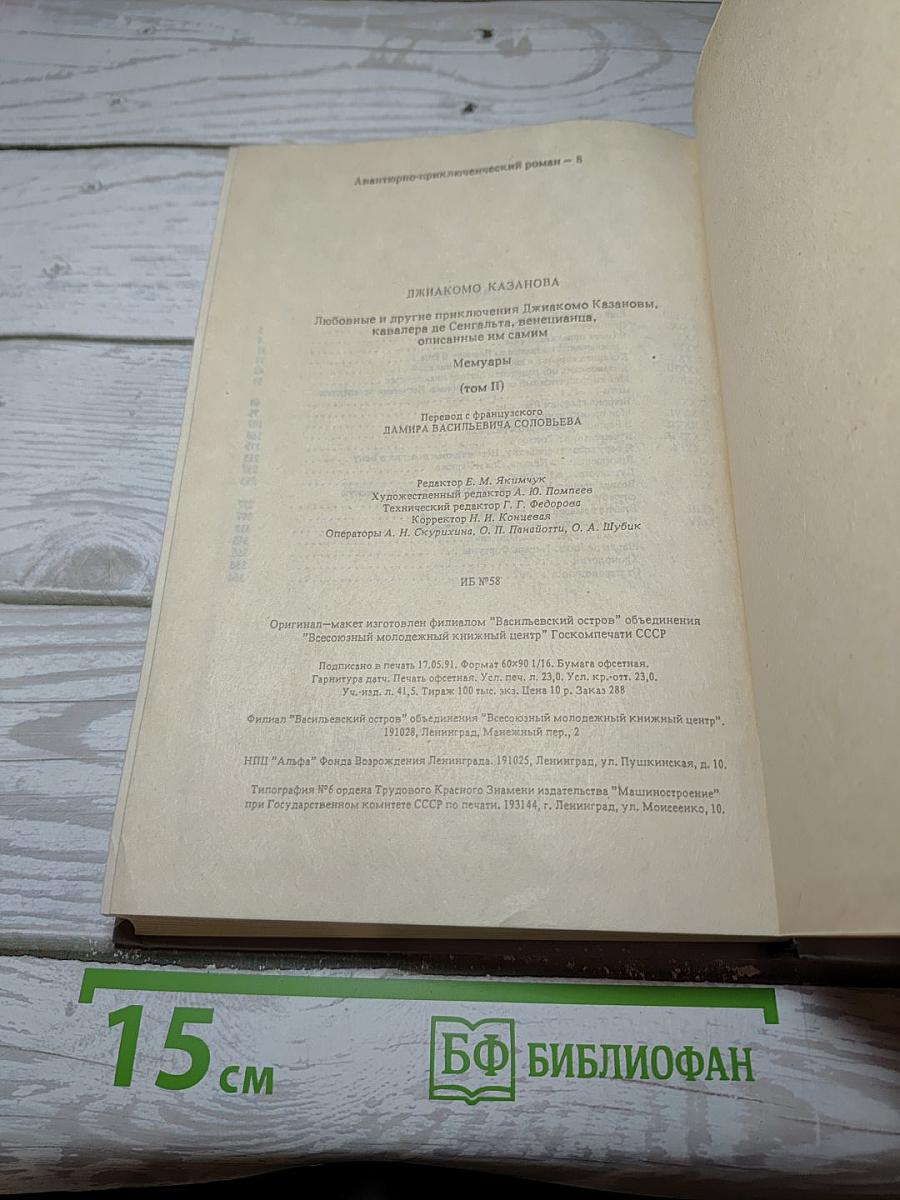 Авантюрно-приключенческий роман — 8
ДЖИАКОМО КАЗАНОВА
Любовные и другие приключения Джиакомо Казановы,
кавалера де Сенгальта, венецианца,
описанные им самим
Мемуары
(том II)
Перевод с французского
ДАМИРА ВАСИЛЬЕВИЧА СОЛОВЬЕВА
Редактор Е. М. Якимчук
Художественный редактор А. Ю. Помпеев
Технический редактор Г. Г. Федорова
Корректор Н. И. Концевая
Операторы А. Н. Скурихина, О. П. Панайотти, О. А. Шубик
ИБ №58
Оригинал—макет изготовлен филиалом "Васильевский остров" объединения
"Всесоюзный молодежный книжный центр" Госкомпечати СССР
Подписано в печать 17.05.91. Формат 60×90 1/16. Бумага офсетная.
Гарнитура датч. Печать офсетная. Усл. печ. л. 23,0. Усл. кр.-отт. 23,0.
Уч.-изд. л. 41,5. Тираж 100 тыс. экз. Цена 10 р. Заказ 288
Филиал "Васильевский остров" объединения "Всесоюзный молодежный книжный центр".
191028, Ленинград, Манежный пер., 2
НПЦ "Альфа" Фонда Возрождения Ленинграда. 191025, Ленинград, ул. Пушкинская, д. 10.
Типография №6 ордена Трудового Красного Знамени издательства "Машиностроение"
при Государственном комитете СССР по печати. 193144, г. Ленинград, ул. Моисеенко, 10.
15 см
БФ БИБЛИОФАН